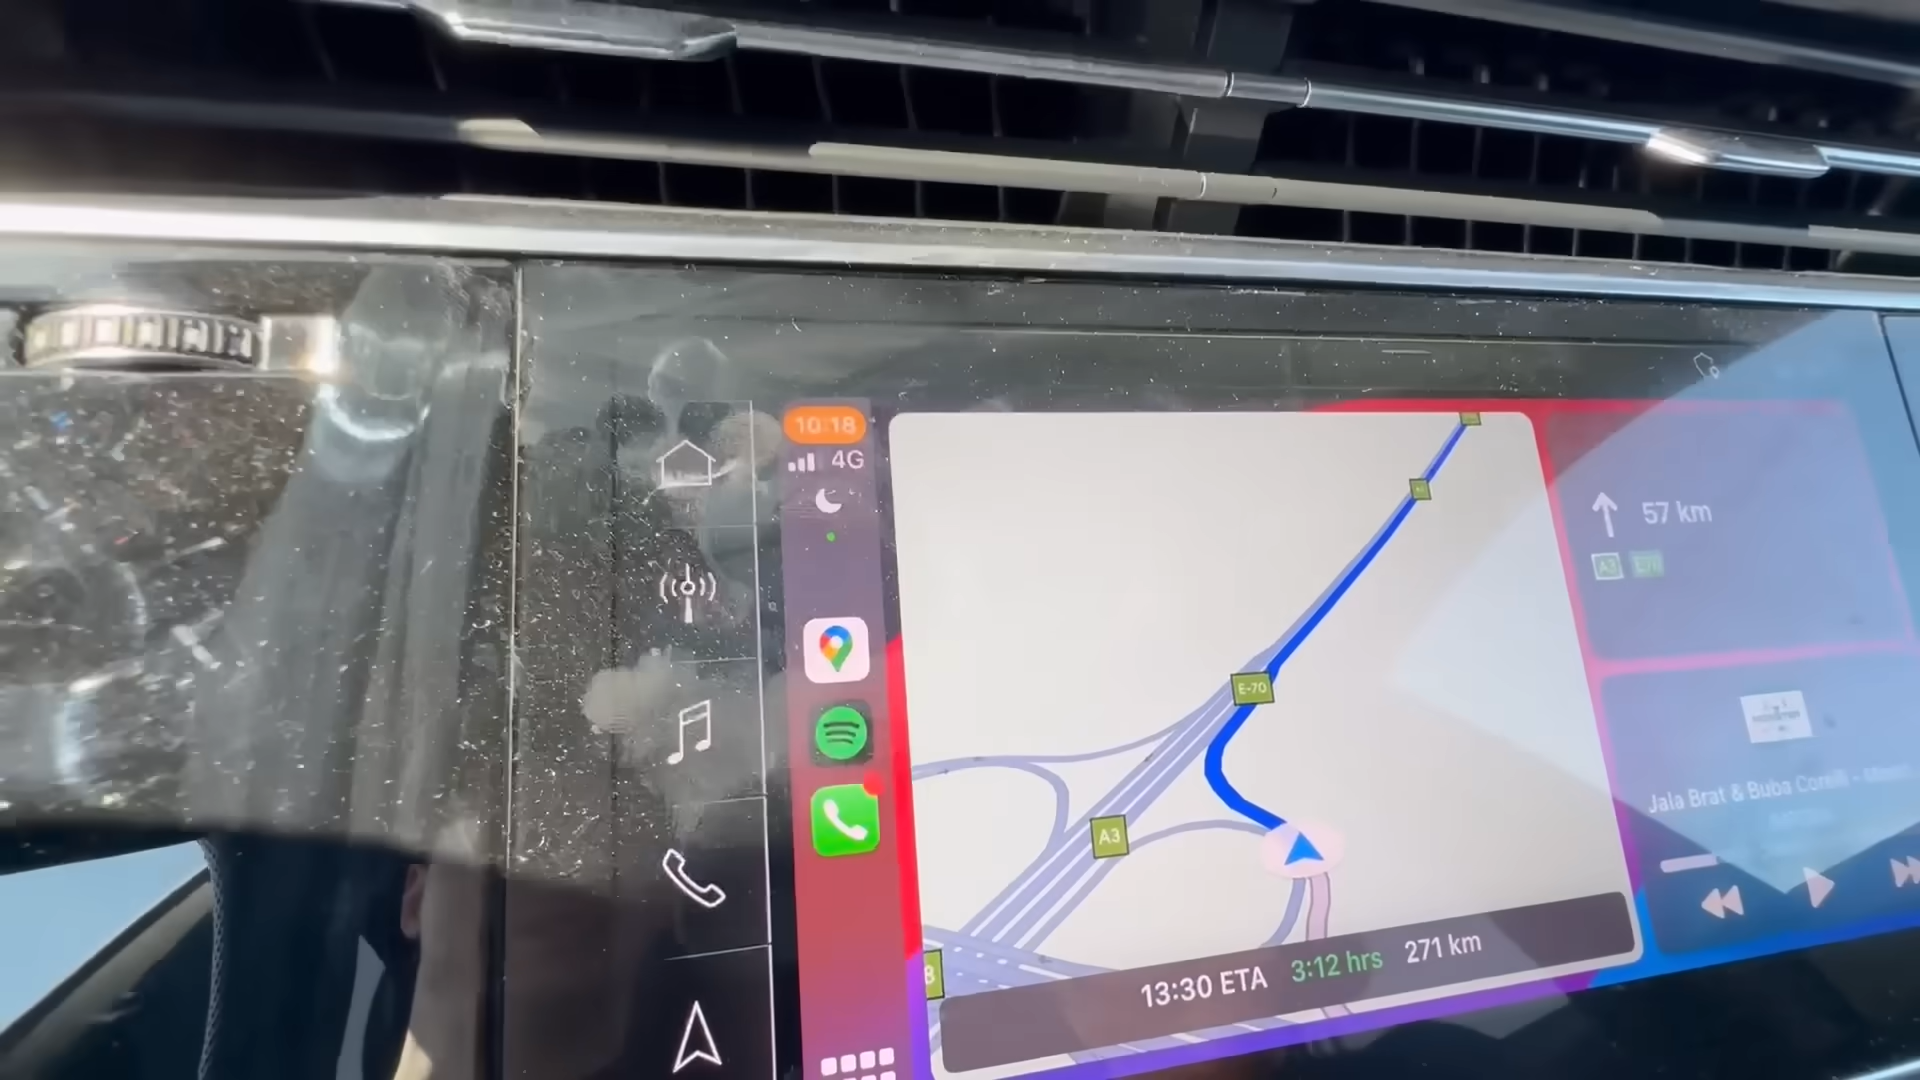 10:18
4G
57 km
A3
E-70
A3
8
13:30 ETA 3:12 hrs 271 km
Jala Brat & Buba Corelli -